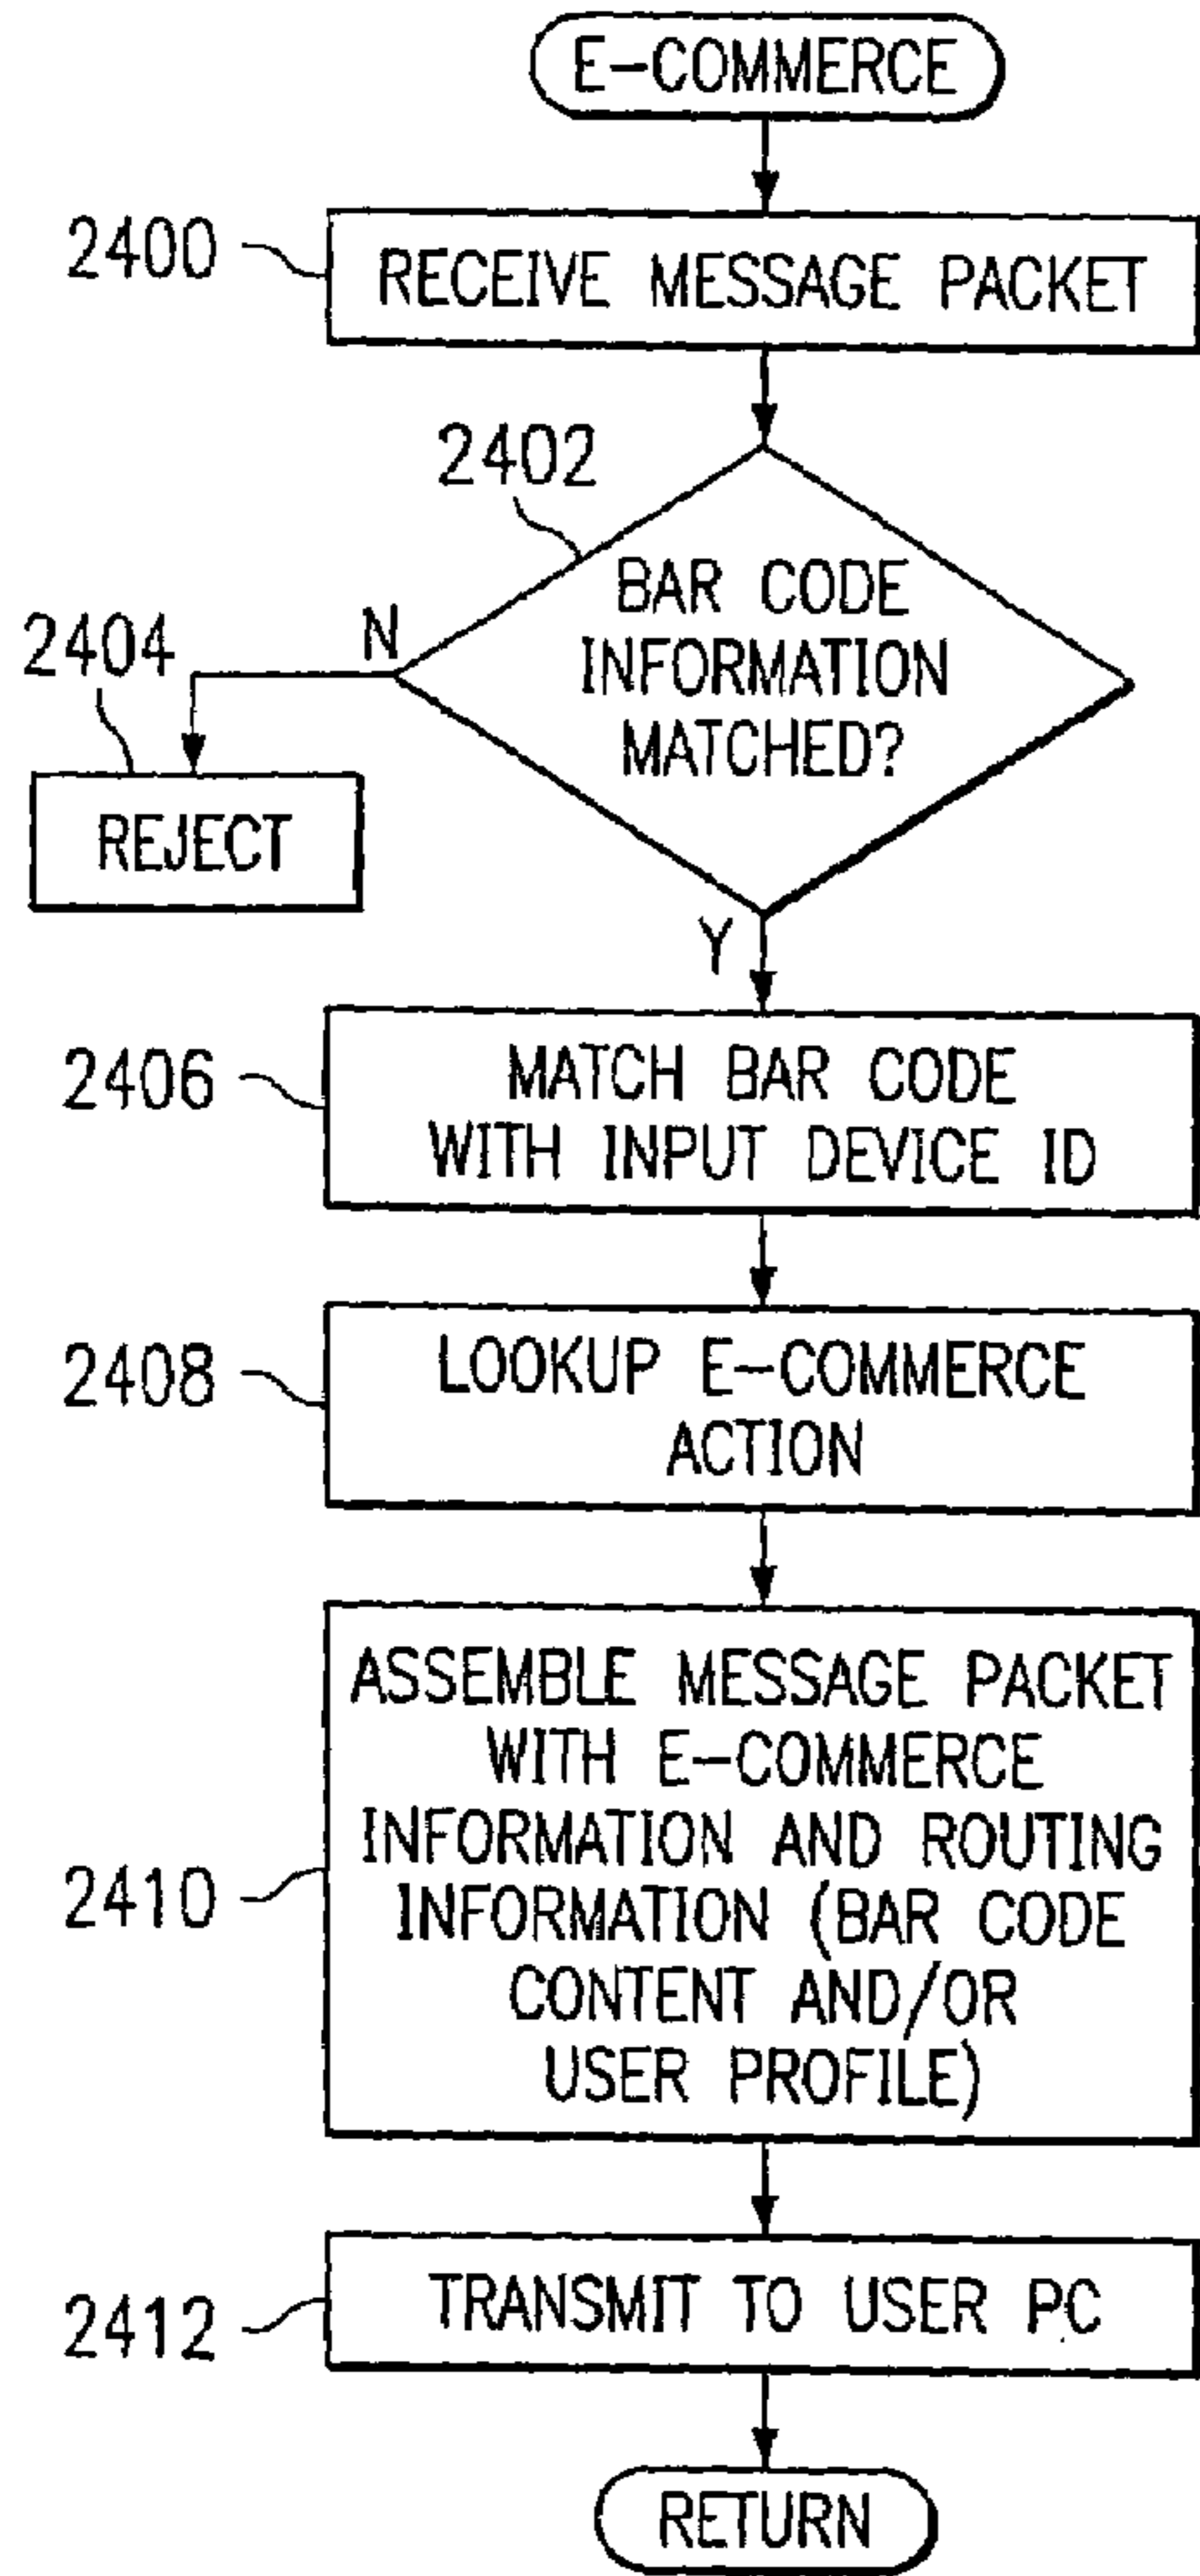 E-COMMERCE
2400
RECEIVE MESSAGE PACKET
2402
BAR CODE
INFORMATION
MATCHED?
N
2404
REJECT
Y
2406
MATCH BAR CODE
WITH INPUT DEVICE ID
2408
LOOKUP E-COMMERCE
ACTION
2410
ASSEMBLE MESSAGE PACKET
WITH E-COMMERCE
INFORMATION AND ROUTING
INFORMATION (BAR CODE
CONTENT AND/OR
USER PROFILE)
2412
TRANSMIT TO USER PC
RETURN